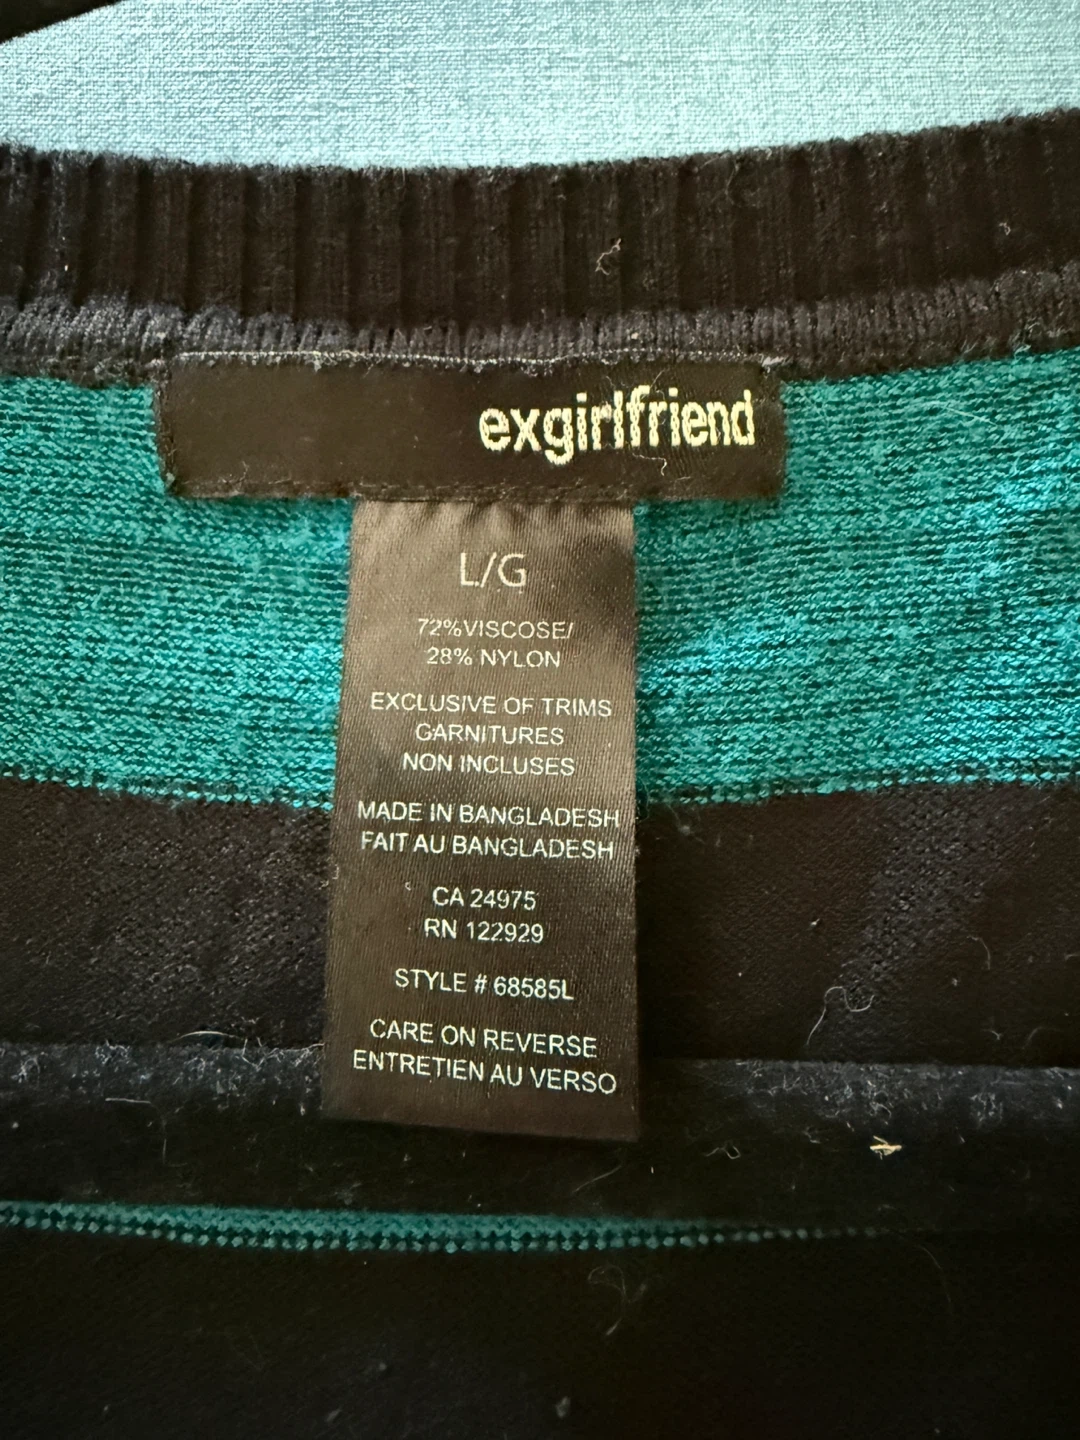 exgirlfriend
L/G
72%VISCOSE/
28% NYLON
EXCLUSIVE OF TRIMS
GARNITURES
NON INCLUSES
MADE IN BANGLADESH
FAIT AU BANGLADESH
CA 24975
RN 122929
STYLE # 68585L
CARE ON REVERSE
ENTRETIEN AU VERSO